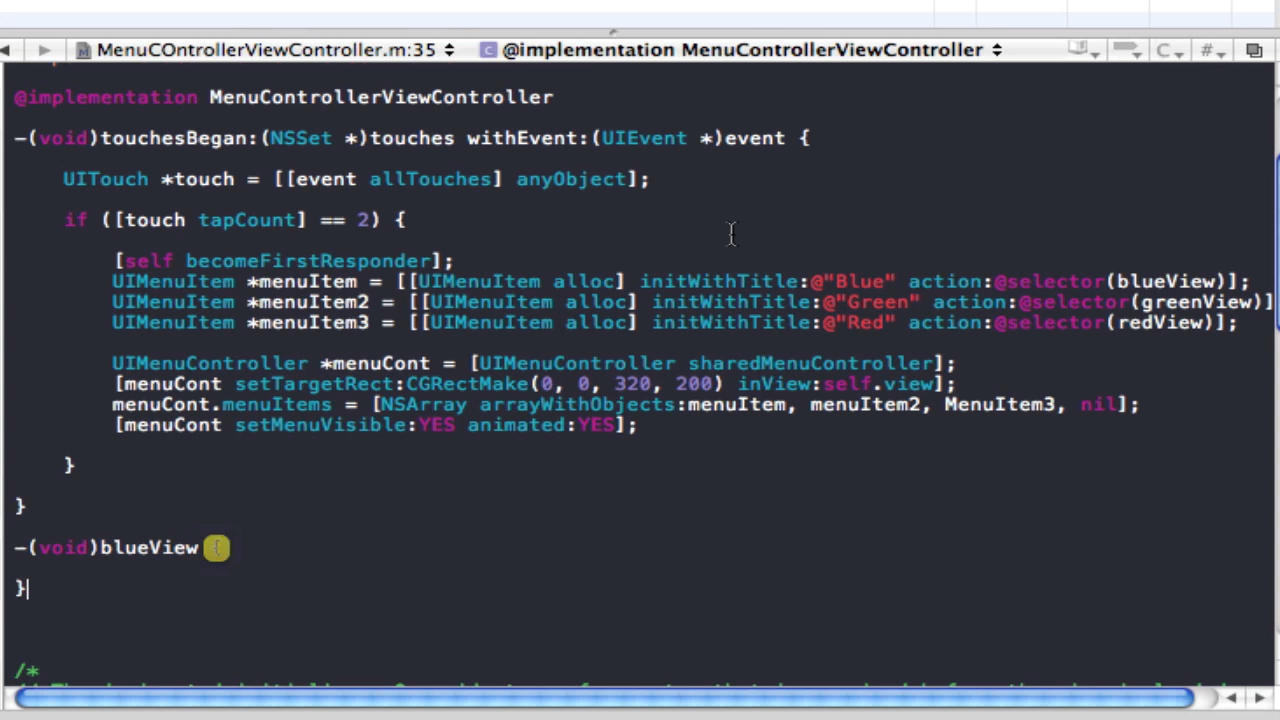 MenuCOntrollerViewController.m:35 @implementation MenuControllerViewController C #
@implementation MenuControllerViewController
-(void)touchesBegan:(NSSet *)touches withEvent:(UIEvent *)event {
UITouch *touch = [[event allTouches] anyObject];
if ([touch tapCount] == 2) {
[self becomeFirstResponder];
UIMenuItem *menuItem = [[UIMenuItem alloc] initWithTitle:@"Blue" action:@selector(blueView)];
UIMenuItem *menuItem2 = [[UIMenuItem alloc] initWithTitle:@"Green" action:@selector(greenView)]
UIMenuItem *menuItem3 = [[UIMenuItem alloc] initWithTitle:@"Red" action:@selector(redView)];
UIMenuController *menuCont = [UIMenuController sharedMenuController];
[menuCont setTargetRect:CGRectMake(0, 0, 320, 200) inView:self.view];
menuCont.menuItems = [NSArray arrayWithObjects:menuItem, menuItem2, MenuItem3, nil];
[menuCont setMenuVisible:YES animated:YES];
}
}
-(void)blueView {
}
/*